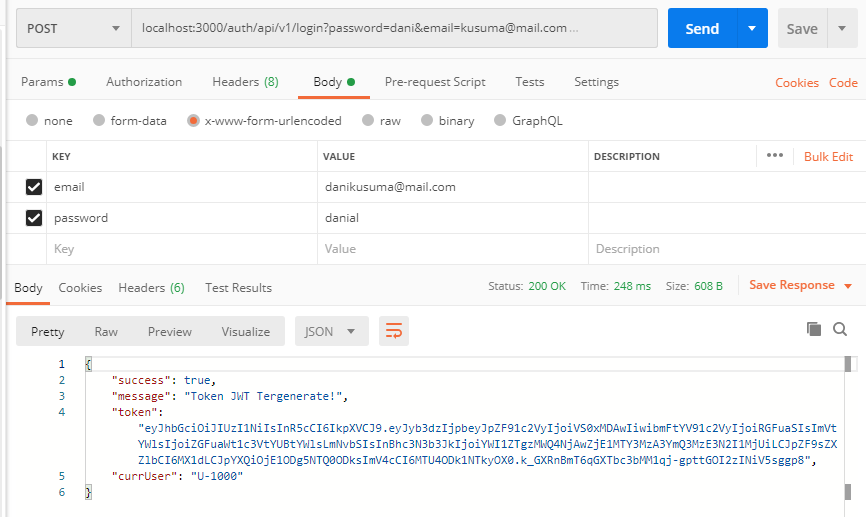 POST localhost:3000/auth/api/v1/login?password=dani&email=kusuma@mail.com ... Send Save
Params Authorization Headers (8) Body Pre-request Script Tests Settings Cookies Code
none form-data x-www-form-urlencoded raw binary GraphQL
KEY VALUE DESCRIPTION ••• Bulk Edit
email danikusuma@mail.com
password danial
Key Value Description
Body Cookies Headers (6) Test Results Status: 200 OK Time: 248 ms Size: 608 B Save Response
Pretty Raw Preview Visualize JSON
1 {
2 "success": true,
3 "message": "Token JWT Tergenerate!",
4 "token":
"eyJhbGciOiJIUzI1NiIsInR5cCI6IkpXVCJ9.eyJyb3dzIjpbeyJpZF91c2VyIjoiVS0xMDAwIiwibmFtYV91c2VyIjoiRGFuaSIsImVt
YWlsIjoiZGFuaWt1c3VtYUBtYWlsLmNvbSIsInBhc3N3b3JkIjoiYWI1ZTgzMWQ4NjAwZjE1MTY3MzA3YmQ3MzE3N2I1MjUiLCJpZF9sZX
ZlbCI6MX1dLCJpYXQiOjE1ODg5NTQ0ODksImV4cCI6MTU4ODk1NTkyOX0.k_GXRnBmT6qGXTbc3bMM1qj-gpttGOI2zINiV5sggp8",
5 "currUser": "U-1000"
6 }